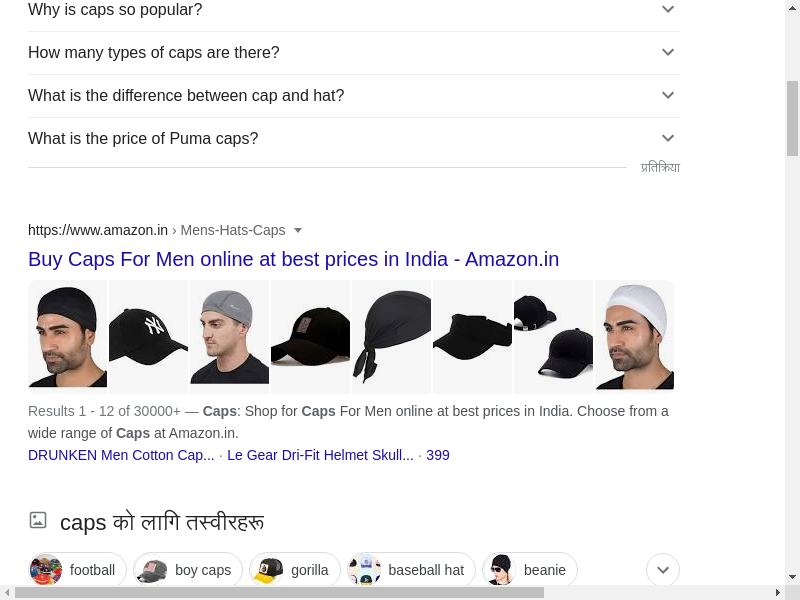 Why is caps so popular?
How many types of caps are there?
What is the difference between cap and hat?
What is the price of Puma caps?
प्रतिक्रिया
https://www.amazon.in › Mens-Hats-Caps
Buy Caps For Men online at best prices in India - Amazon.in
Results 1 - 12 of 30000+ — Caps: Shop for Caps For Men online at best prices in India. Choose from a
wide range of Caps at Amazon.in.
DRUNKEN Men Cotton Cap... · Le Gear Dri-Fit Helmet Skull... · 399
caps को लागि तस्वीरहरू
football boy caps gorilla baseball hat beanie